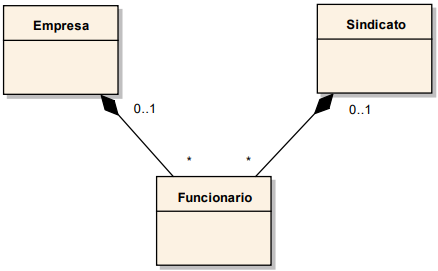 Empresa
Sindicato
0..1
0..1
*
*
Funcionario